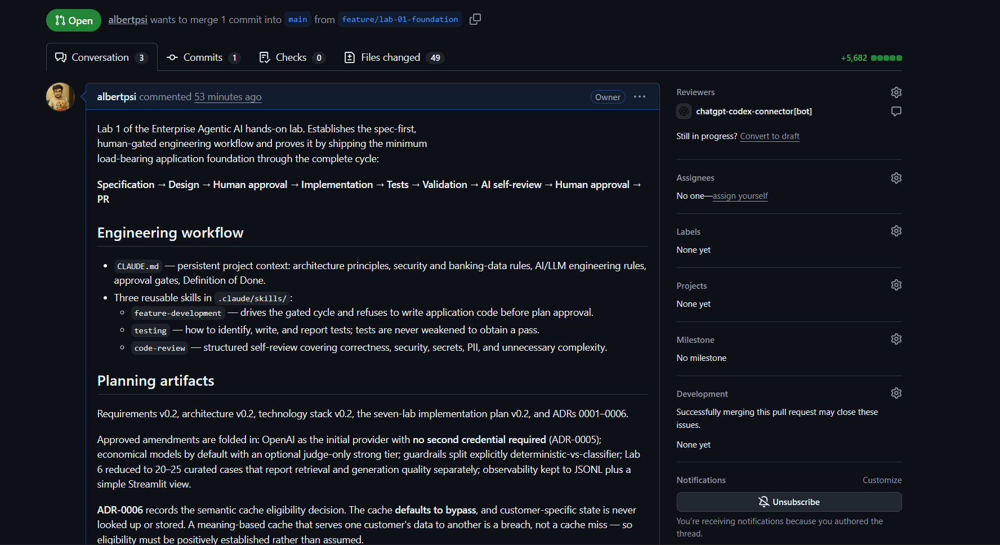 Open
albertpsi wants to merge 1 commit into main from feature/lab-01-foundation
Conversation 3
Commits 1
Checks 0
Files changed 49
+5,682
albertpsi commented 53 minutes ago
Owner
Lab 1 of the Enterprise Agentic AI hands-on lab. Establishes the spec-first,
human-gated engineering workflow and proves it by shipping the minimum
load-bearing application foundation through the complete cycle:
Specification → Design → Human approval → Implementation → Tests → Validation → AI self-review → Human approval →
PR
Engineering workflow
• CLAUDE.md — persistent project context: architecture principles, security and banking-data rules, AI/LLM engineering rules,
approval gates, Definition of Done.
• Three reusable skills in .claude/skills/ :
◦ feature-development — drives the gated cycle and refuses to write application code before plan approval.
◦ testing — how to identify, write, and report tests; tests are never weakened to obtain a pass.
◦ code-review — structured self-review covering correctness, security, secrets, PII, and unnecessary complexity.
Planning artifacts
Requirements v0.2, architecture v0.2, technology stack v0.2, the seven-lab implementation plan v0.2, and ADRs 0001–0006.
Approved amendments are folded in: OpenAI as the initial provider with no second credential required (ADR-0005);
economical models by default with an optional judge-only strong tier; guardrails split explicitly deterministic-vs-classifier; Lab
6 reduced to 20–25 curated cases that report retrieval and generation quality separately; observability kept to JSONL plus a
simple Streamlit view.
ADR-0006 records the semantic cache eligibility decision. The cache defaults to bypass, and customer-specific state is never
looked up or stored. A meaning-based cache that serves one customer's data to another is a breach, not a cache miss — so
eligibility must be positively established rather than assumed.
Reviewers
chatgpt-codex-connector[bot]
Still in progress? Convert to draft
Assignees
No one—assign yourself
Labels
None yet
Projects
None yet
Milestone
No milestone
Development
Successfully merging this pull request may close these
issues.
None yet
Notifications
Customize
Unsubscribe
You're receiving notifications because you authored the
thread.